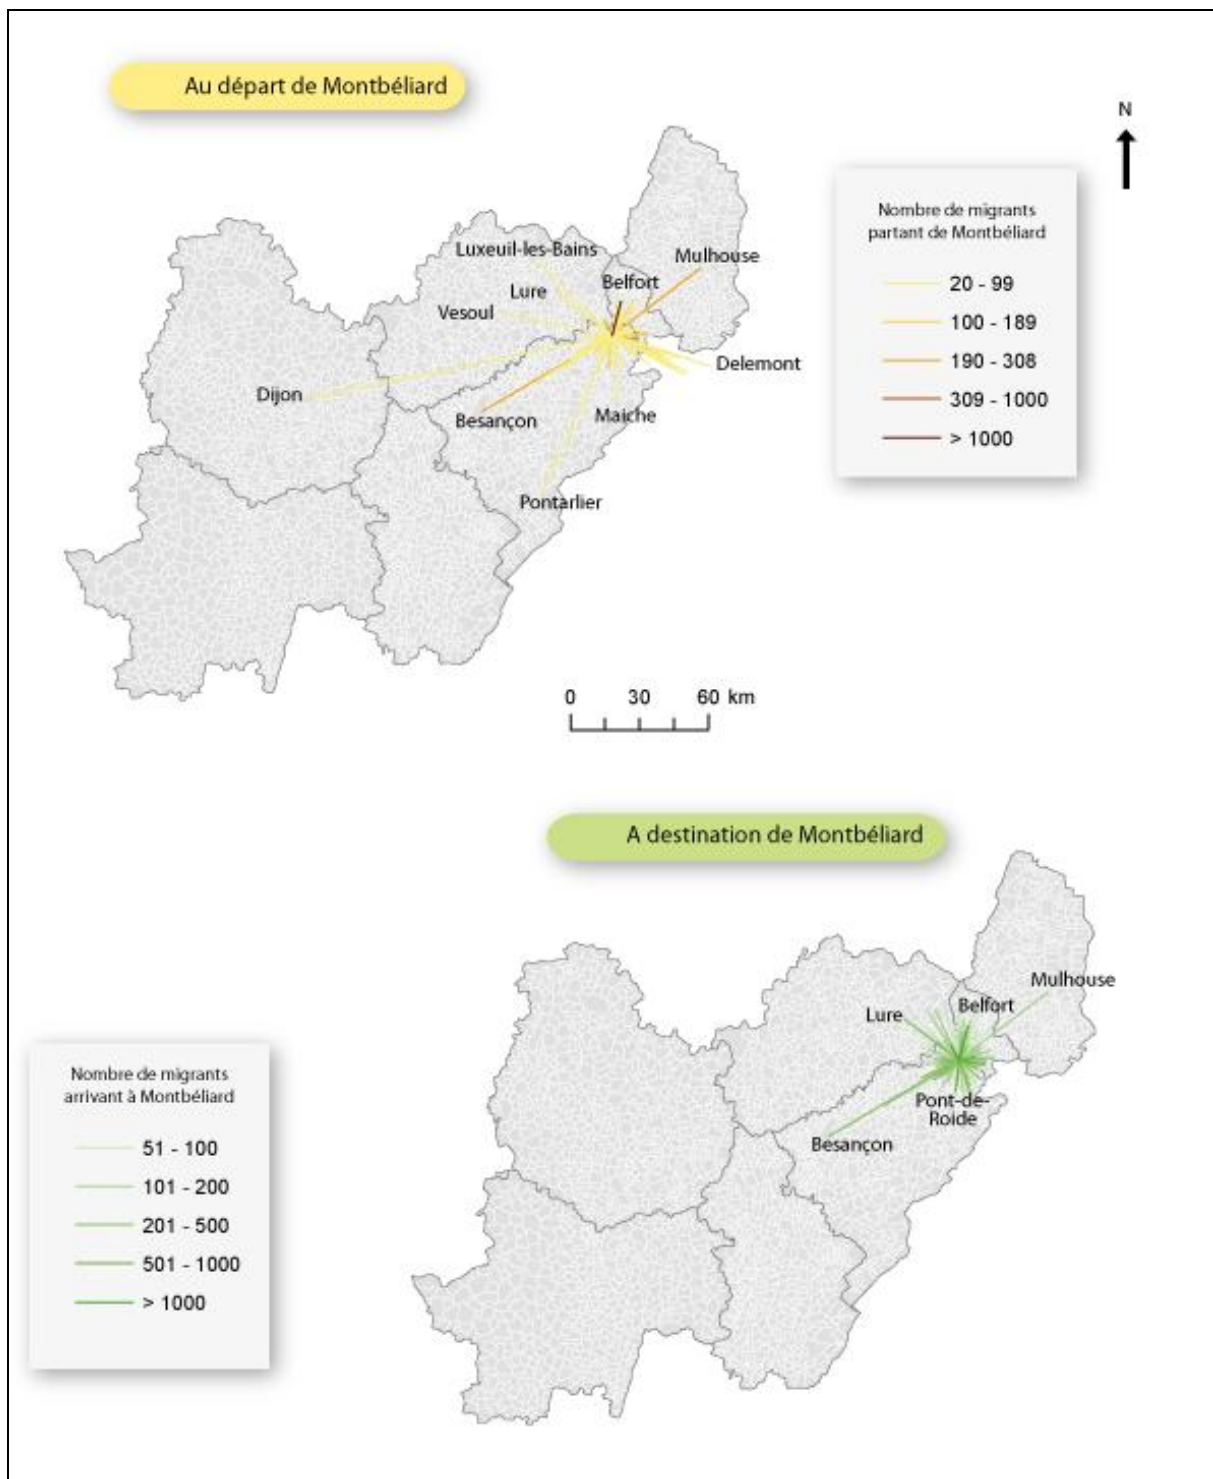 Au départ de Montbéliard
N
Nombre de migrants
partant de Montbéliard
20 - 99
100 - 189
190 - 308
309 - 1000
> 1000
Luxeuil-les-Bains
Mulhouse
Belfort
Lure
Vesoul
Delemont
Dijon
Besançon
Maiche
Pontarlier
0 30 60 km
A destination de Montbéliard
Mulhouse
Belfort
Lure
Pont-de-
Roide
Besançon
Nombre de migrants
arrivant à Montbéliard
51 - 100
101 - 200
201 - 500
501 - 1000
> 1000